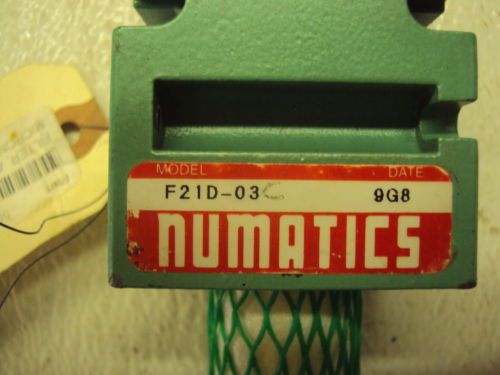 MODEL DATE
F21D-03 9G8
NUMATICS